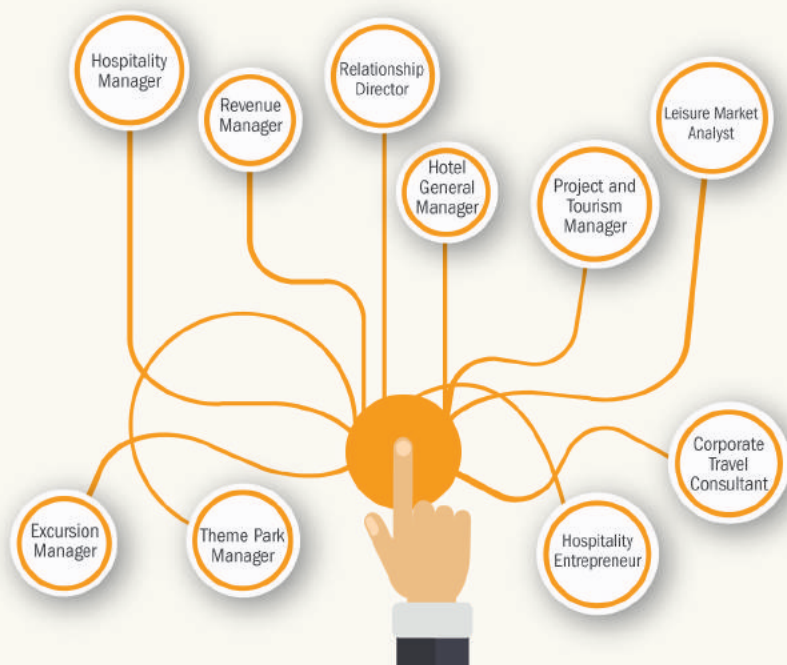 Hospitality
Manager
Revenue
Manager
Relationship
Director
Hotel
General
Manager
Project and
Tourism
Manager
Leisure Market
Analyst
Corporate
Travel
Consultant
Excursion
Manager
Theme Park
Manager
Hospitality
Entrepreneur